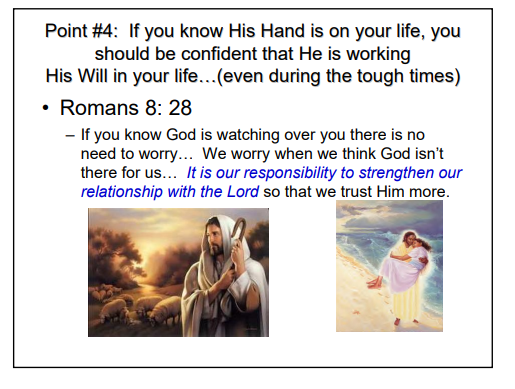 Point #4:  If you know His Hand is on your life, you
should be confident that He is working
His Will in your life…(even during the tough times)
• Romans 8: 28
– If you know God is watching over you there is no
need to worry…  We worry when we think God isn't
there for us…  It is our responsibility to strengthen our
relationship with the Lord so that we trust Him more.